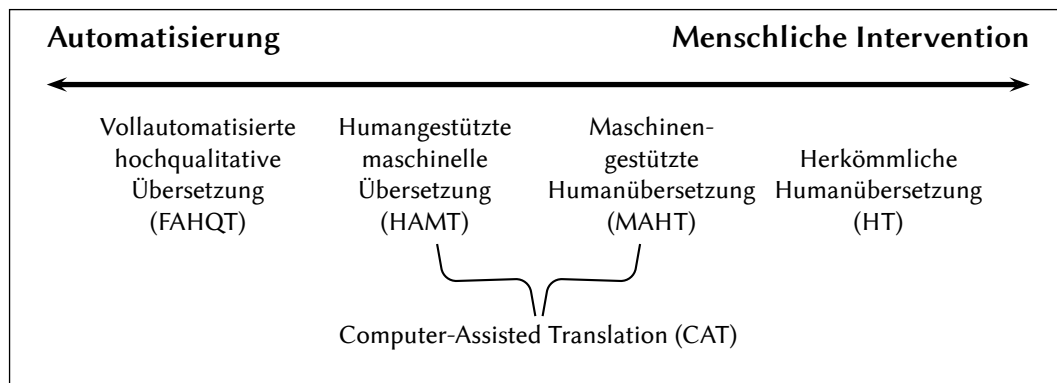 Automatisierung
Menschliche Intervention
Vollautomatisierte
hochqualitative
Übersetzung
(FAHQT)
Humangestützte
maschinelle
Übersetzung
(HAMT)
Maschinen-
gestützte
Humanübersetzung
(MAHT)
Herkömmliche
Humanübersetzung
(HT)
Computer-Assisted Translation (CAT)